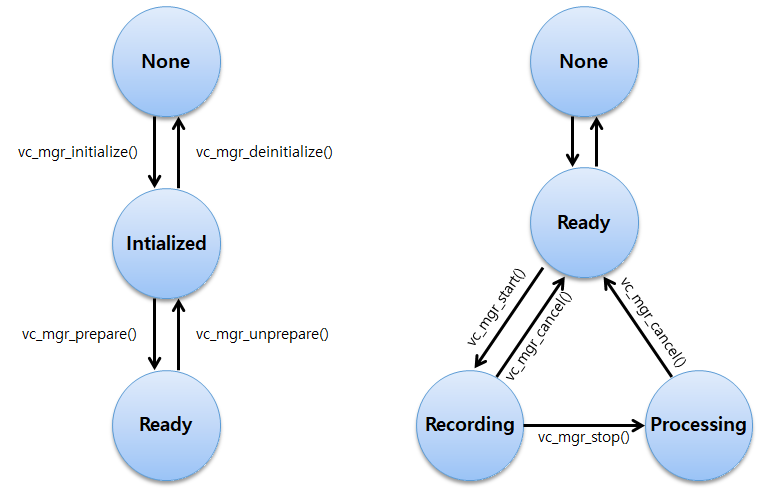 None
vc_mgr_initialize()
vc_mgr_deinitialize()
Intialized
vc_mgr_prepare()
vc_mgr_unprepare()
Ready
None
Ready
vc_mgr_start()
vc_mgr_cancel()
vc_mgr_cancel()
Recording
vc_mgr_stop()
Processing